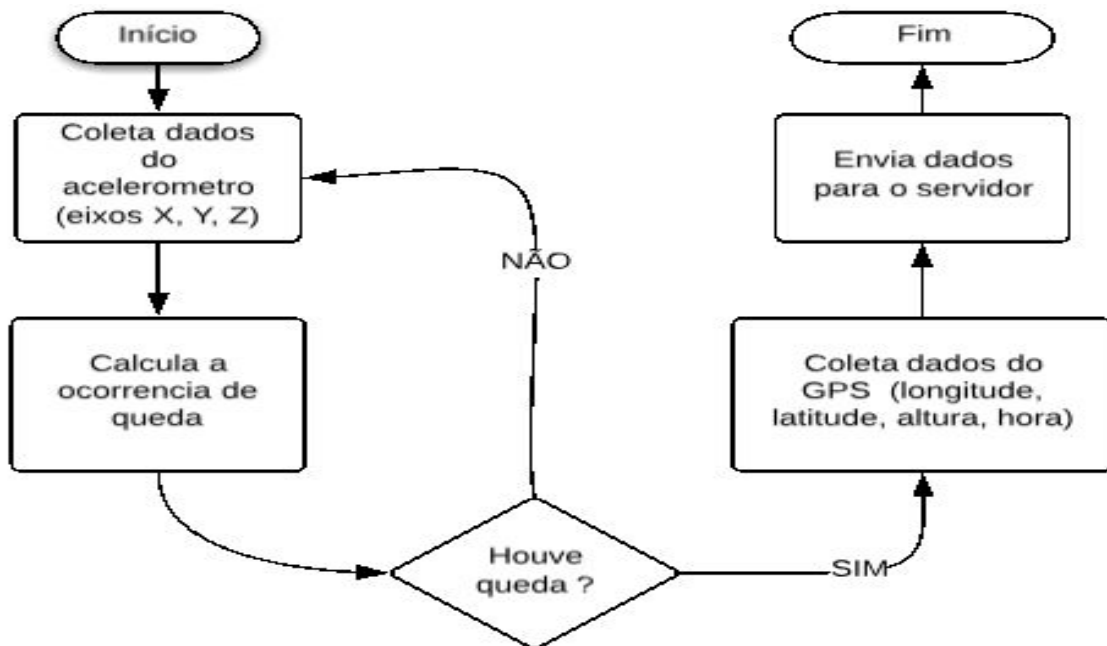 Início
Coleta dados
do
acelerometro
(eixos X, Y, Z)
Calcula a
ocorrencia de
queda
Houve
queda ?
NÃO
SIM
Coleta dados do
GPS (longitude,
latitude, altura, hora)
Envia dados
para o servidor
Fim